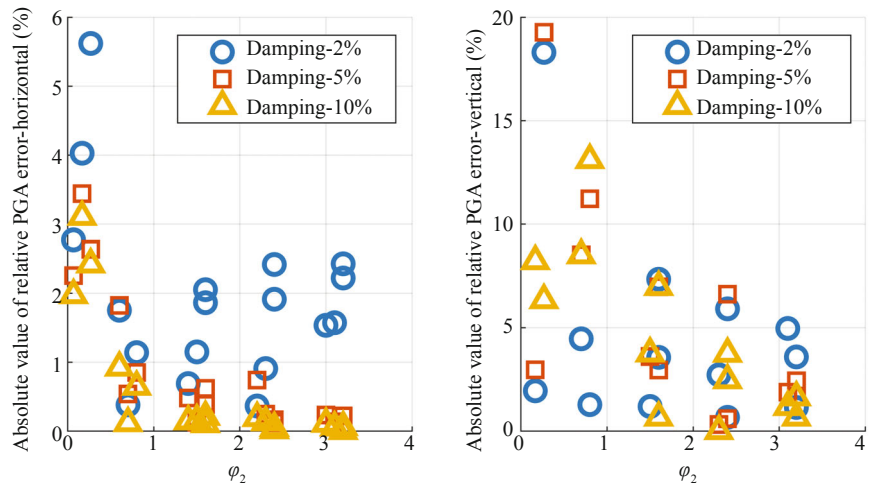 Absolute value of relative PGA error-horizontal (%)
6
5
4
3
2
1
0
0 1 2 3 4
φ₂
Damping-2%
Damping-5%
Damping-10%
Absolute value of relative PGA error-vertical (%)
20
15
10
5
0
0 1 2 3 4
φ₂
Damping-2%
Damping-5%
Damping-10%